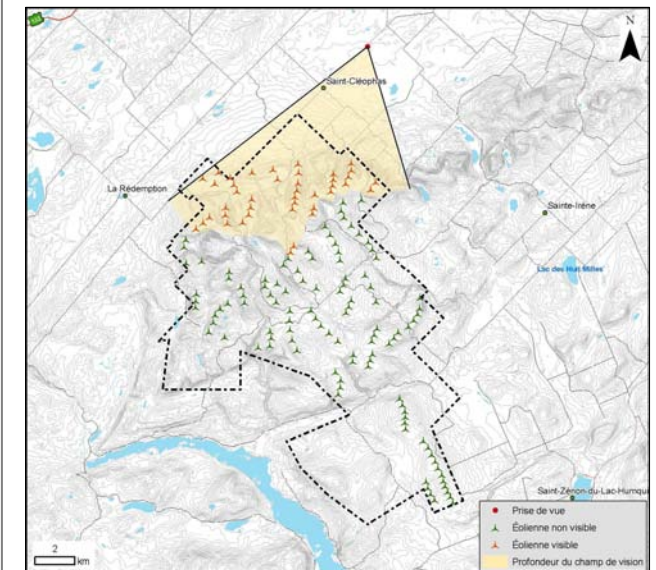 N
Saint-Cléophas
La Rédemption
Sainte-Irène
Lac des Huit Milles
Saint-Zénon-du-Lac-Humqui
Prise de vue
Éolienne non visible
Éolienne visible
Profondeur du champ de vision
2
km